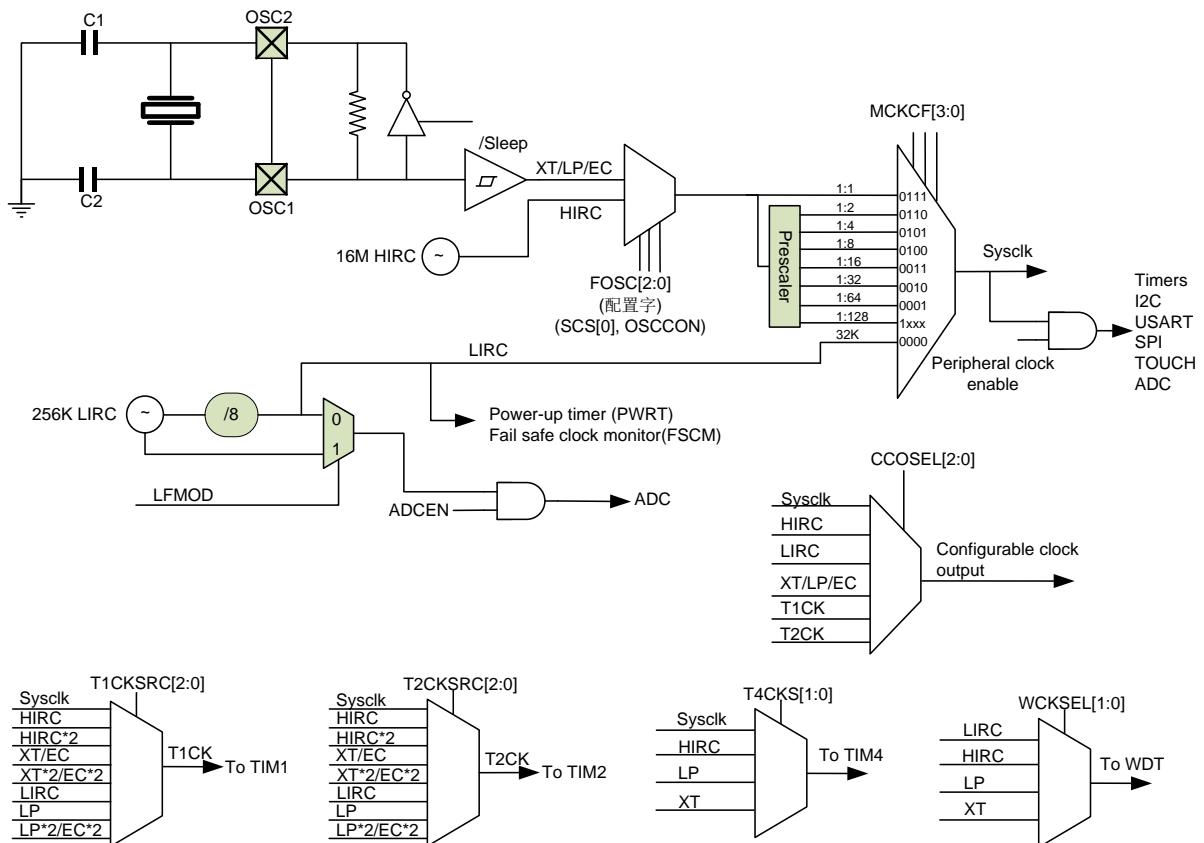 C1
OSC2
C2
OSC1
/Sleep
XT/LP/EC
HIRC
16M HIRC
~
FOSC[2:0]
(配置字)
(SCS[0], OSCCON)
MCKCF[3:0]
Prescaler
1:1
0111
1:2
0110
1:4
0101
1:8
0100
1:16
0011
1:32
0010
1:64
0001
1:128
1xxx
32K
0000
Sysclk
Peripheral clock
enable
Timers
I2C
USART
SPI
TOUCH
ADC
LIRC
256K LIRC
~
/8
0
1
LFMOD
Power-up timer (PWRT)
Fail safe clock monitor(FSCM)
ADCEN
ADC
CCOSEL[2:0]
Sysclk
HIRC
LIRC
XT/LP/EC
T1CK
T2CK
Configurable clock
output
T1CKSRC[2:0]
Sysclk
HIRC
HIRC*2
XT/EC
XT*2/EC*2
LIRC
LP
LP*2/EC*2
T1CK
To TIM1
T2CKSRC[2:0]
Sysclk
HIRC
HIRC*2
XT/EC
XT*2/EC*2
LIRC
LP
LP*2/EC*2
T2CK
To TIM2
T4CKS[1:0]
Sysclk
HIRC
LP
XT
To TIM4
WCKSEL[1:0]
LIRC
HIRC
LP
XT
To WDT